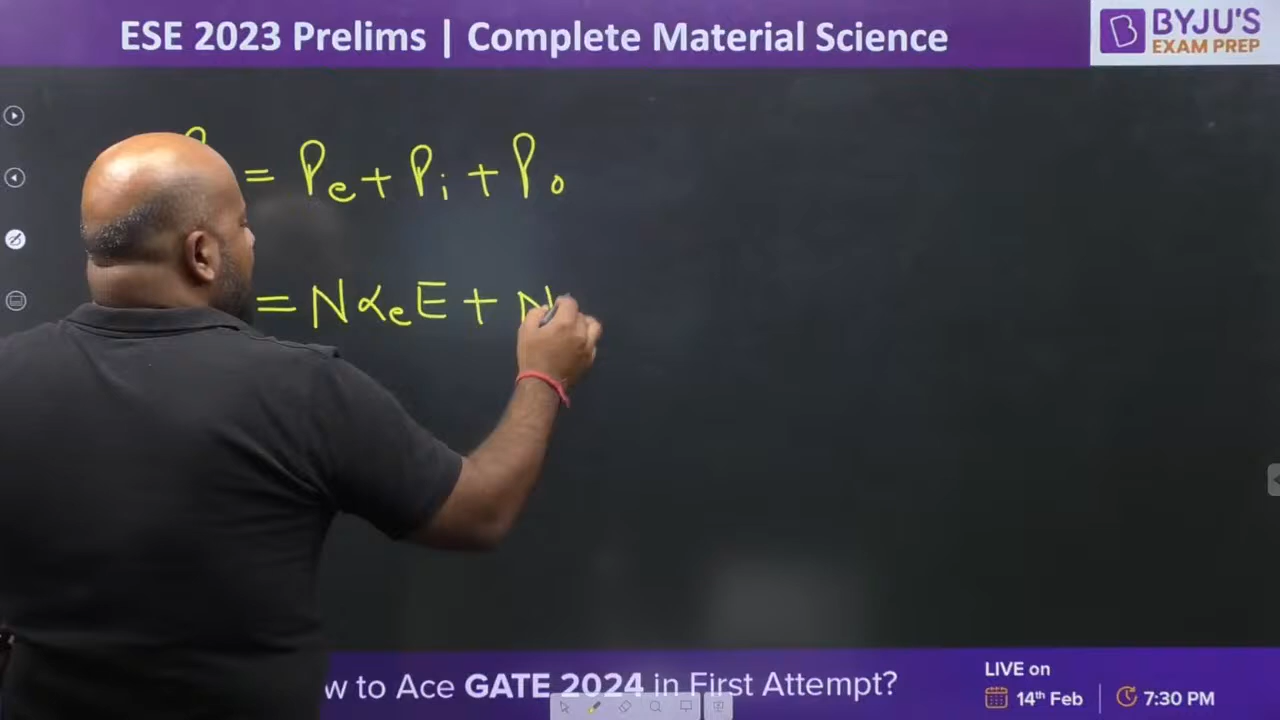 ESE 2023 Prelims | Complete Material Science
BYJU'S
EXAM PREP
P = Pe + Pi + Po
= NαeE + N
w to Ace GATE 2024 in First Attempt?
LIVE on
14th Feb | 7:30 PM